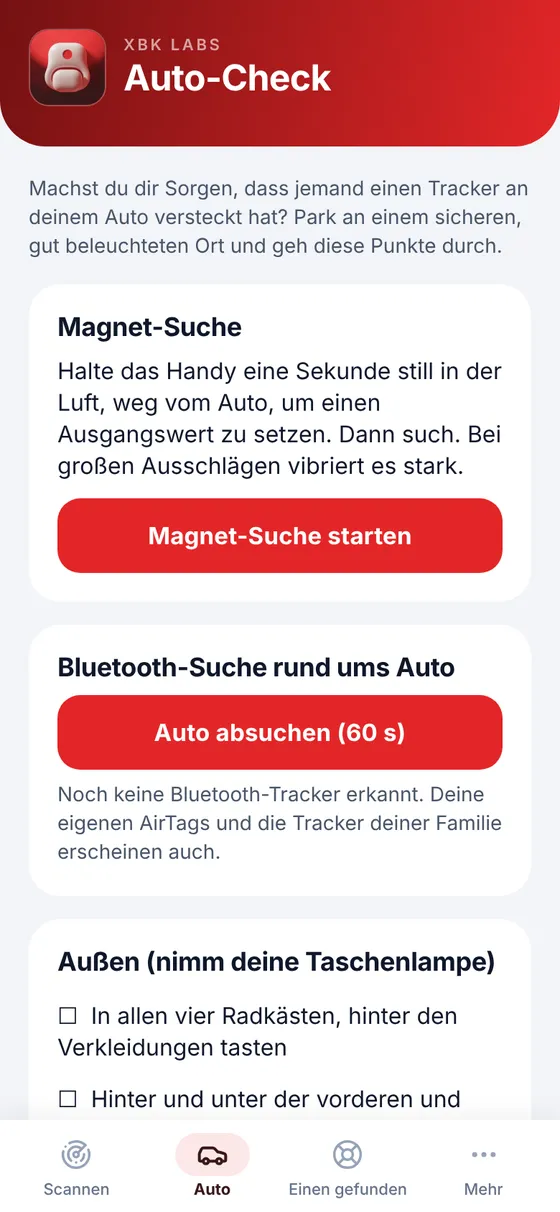 XBK LABS
Auto-Check
Machst du dir Sorgen, dass jemand einen Tracker an
deinem Auto versteckt hat? Park an einem sicheren,
gut beleuchteten Ort und geh diese Punkte durch.
Magnet-Suche
Halte das Handy eine Sekunde still in der
Luft, weg vom Auto, um einen
Ausgangswert zu setzen. Dann such. Bei
großen Ausschlägen vibriert es stark.
Magnet-Suche starten
Bluetooth-Suche rund ums Auto
Auto absuchen (60 s)
Noch keine Bluetooth-Tracker erkannt. Deine
eigenen AirTags und die Tracker deiner Familie
erscheinen auch.
Außen (nimm deine Taschenlampe)
☐ In allen vier Radkästen, hinter den
Verkleidungen tasten
☐ Hinter und unter der vorderen und
Scannen
Auto
Einen gefunden
Mehr